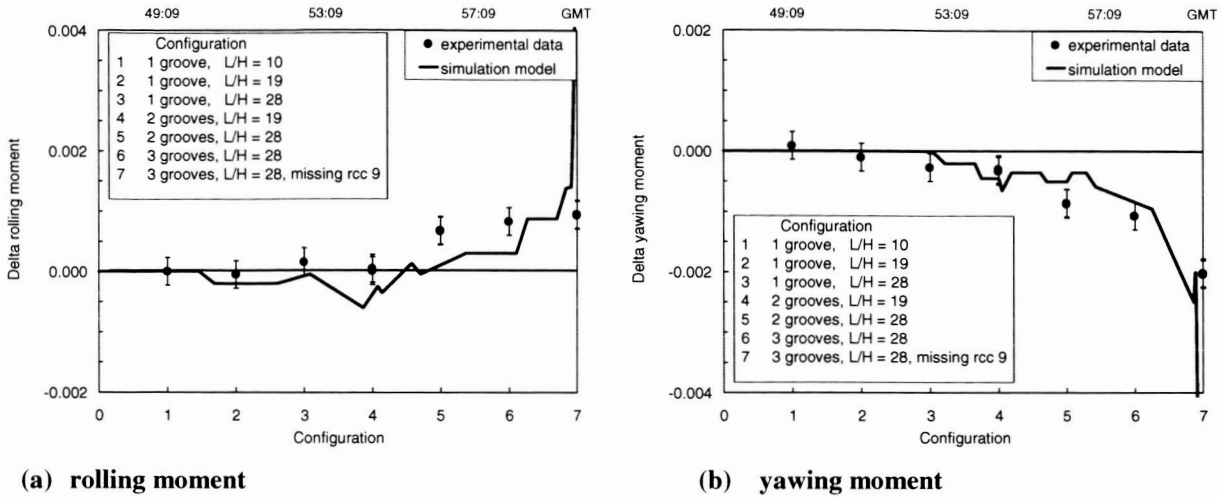 49:09 53:09 57:09 GMT
0.004
0.002
0.000
-0.002
Delta rolling moment
Configuration
1 1 groove, L/H = 10
2 1 groove, L/H = 19
3 1 groove, L/H = 28
4 2 grooves, L/H = 19
5 2 grooves, L/H = 28
6 3 grooves, L/H = 28
7 3 grooves, L/H = 28, missing rcc 9
experimental data
simulation model
0 1 2 3 4 5 6 7
Configuration
(a) rolling moment
49:09 53:09 57:09 GMT
0.002
0.000
-0.002
-0.004
Delta yawing moment
experimental data
simulation model
Configuration
1 1 groove, L/H = 10
2 1 groove, L/H = 19
3 1 groove, L/H = 28
4 2 grooves, L/H = 19
5 2 grooves, L/H = 28
6 3 grooves, L/H = 28
7 3 grooves, L/H = 28, missing rcc 9
0 1 2 3 4 5 6 7
Configuration
(b) yawing moment